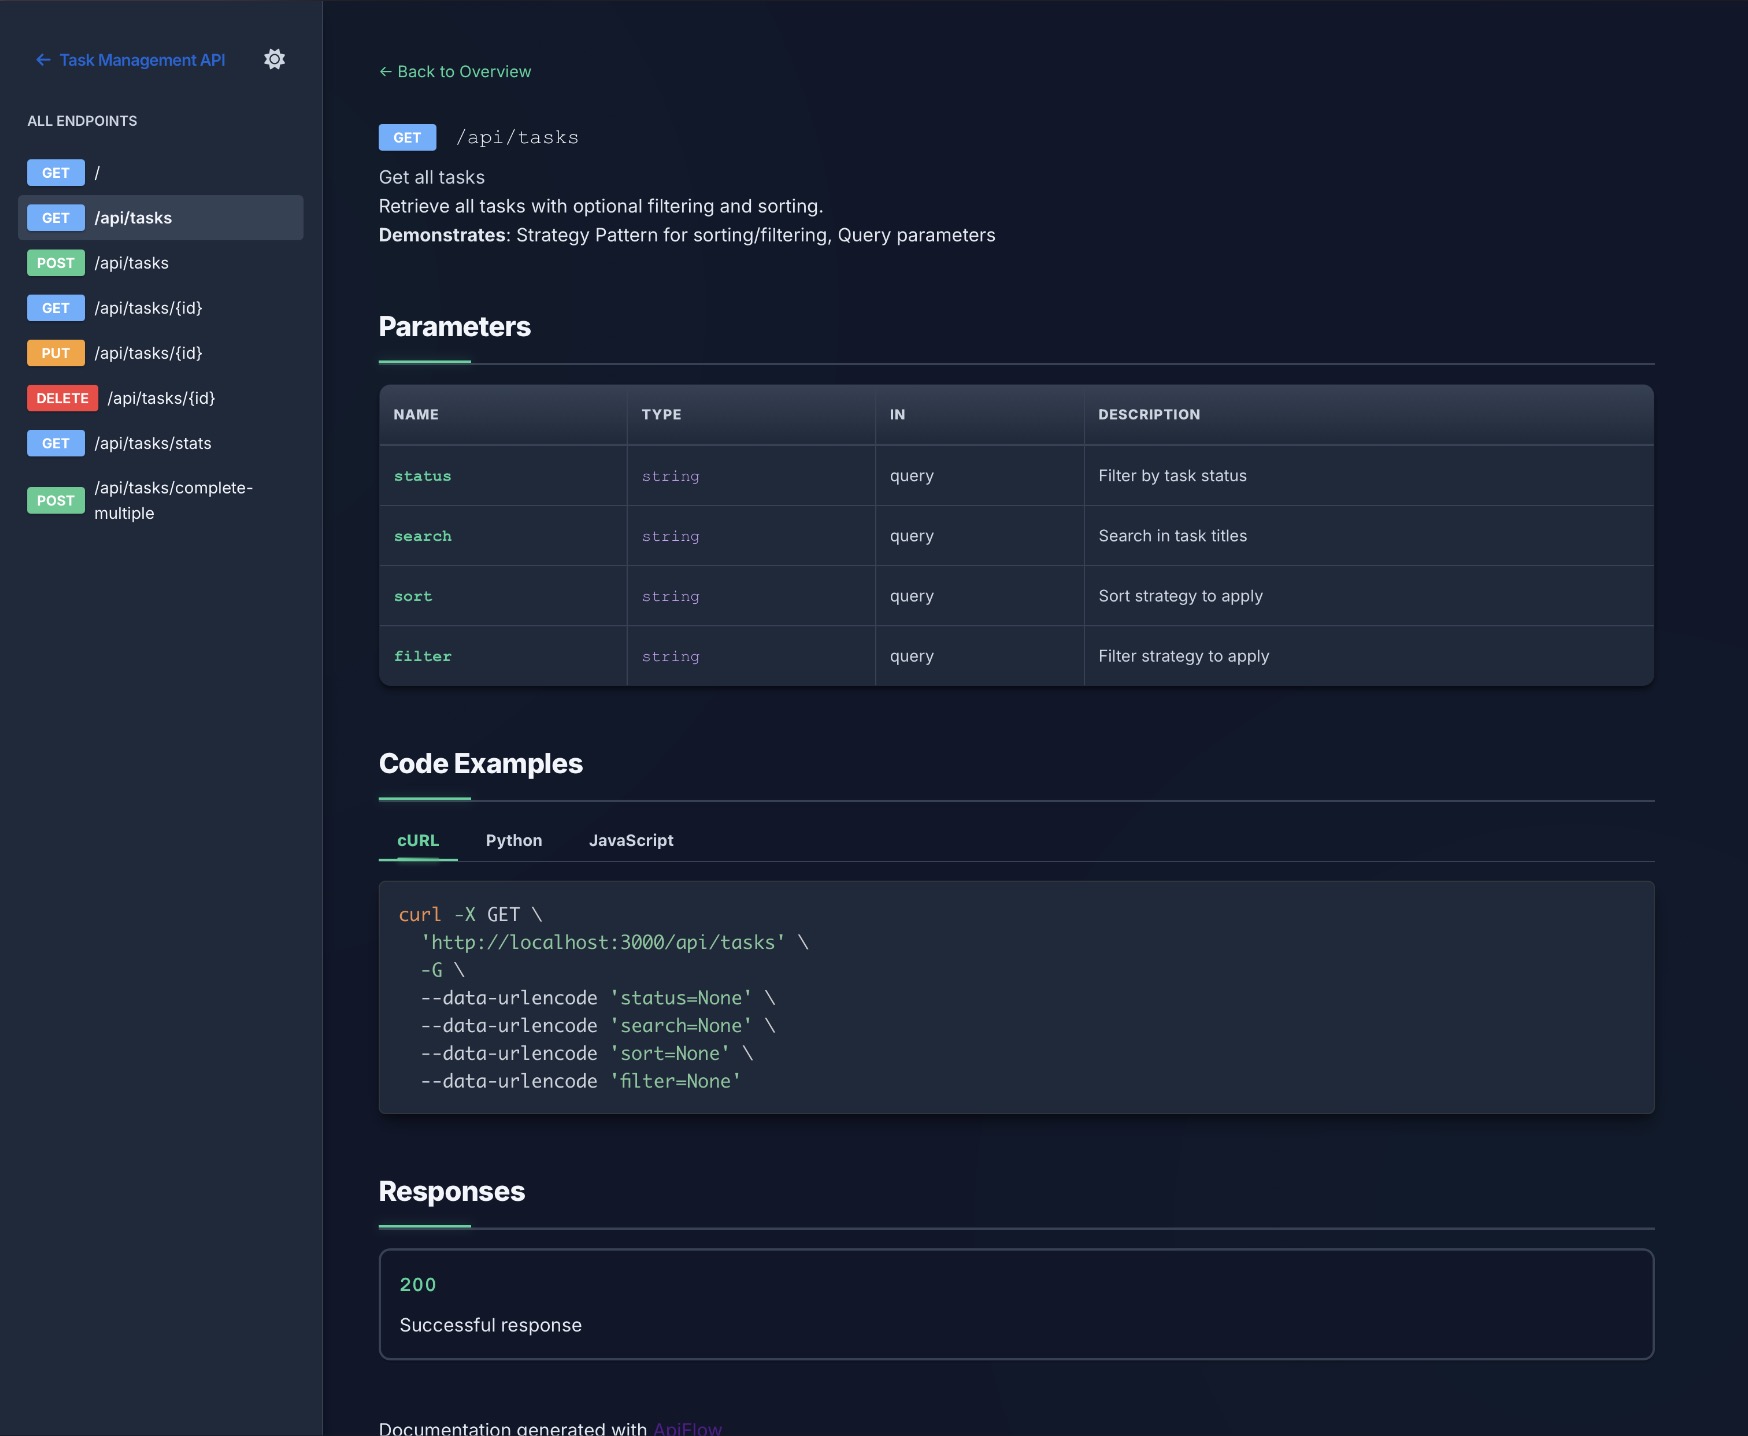 ← Task Management API
ALL ENDPOINTS
GET /
GET /api/tasks
POST /api/tasks
GET /api/tasks/{id}
PUT /api/tasks/{id}
DELETE /api/tasks/{id}
GET /api/tasks/stats
POST /api/tasks/complete-
multiple
← Back to Overview
GET /api/tasks
Get all tasks
Retrieve all tasks with optional filtering and sorting.
Demonstrates: Strategy Pattern for sorting/filtering, Query parameters
Parameters
NAME TYPE IN DESCRIPTION
status string query Filter by task status
search string query Search in task titles
sort string query Sort strategy to apply
filter string query Filter strategy to apply
Code Examples
cURL Python JavaScript
curl -X GET \
'http://localhost:3000/api/tasks' \
-G \
--data-urlencode 'status=None' \
--data-urlencode 'search=None' \
--data-urlencode 'sort=None' \
--data-urlencode 'filter=None'
Responses
200
Successful response
Documentation generated with ApiFlow